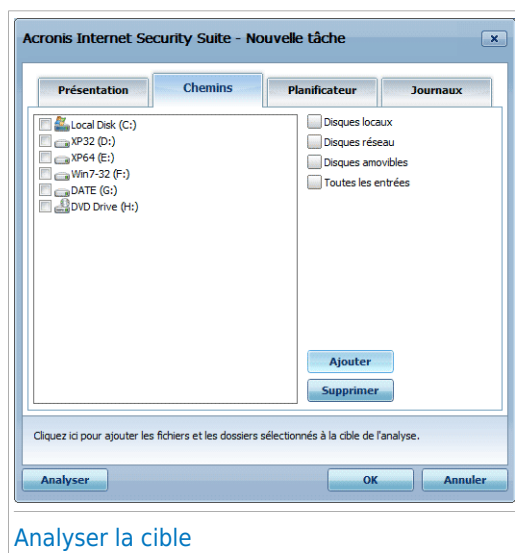 Acronis Internet Security Suite - Nouvelle tâche
Présentation
Chemins
Planificateur
Journaux
Local Disk (C:)
XP32 (D:)
XP64 (E:)
Win7-32 (F:)
DATE (G:)
DVD Drive (H:)
Disques locaux
Disques réseau
Disques amovibles
Toutes les entrées
Ajouter
Supprimer
Cliquez ici pour ajouter les fichiers et les dossiers sélectionnés à la cible de l'analyse.
Analyser
OK
Annuler
Analyser la cible